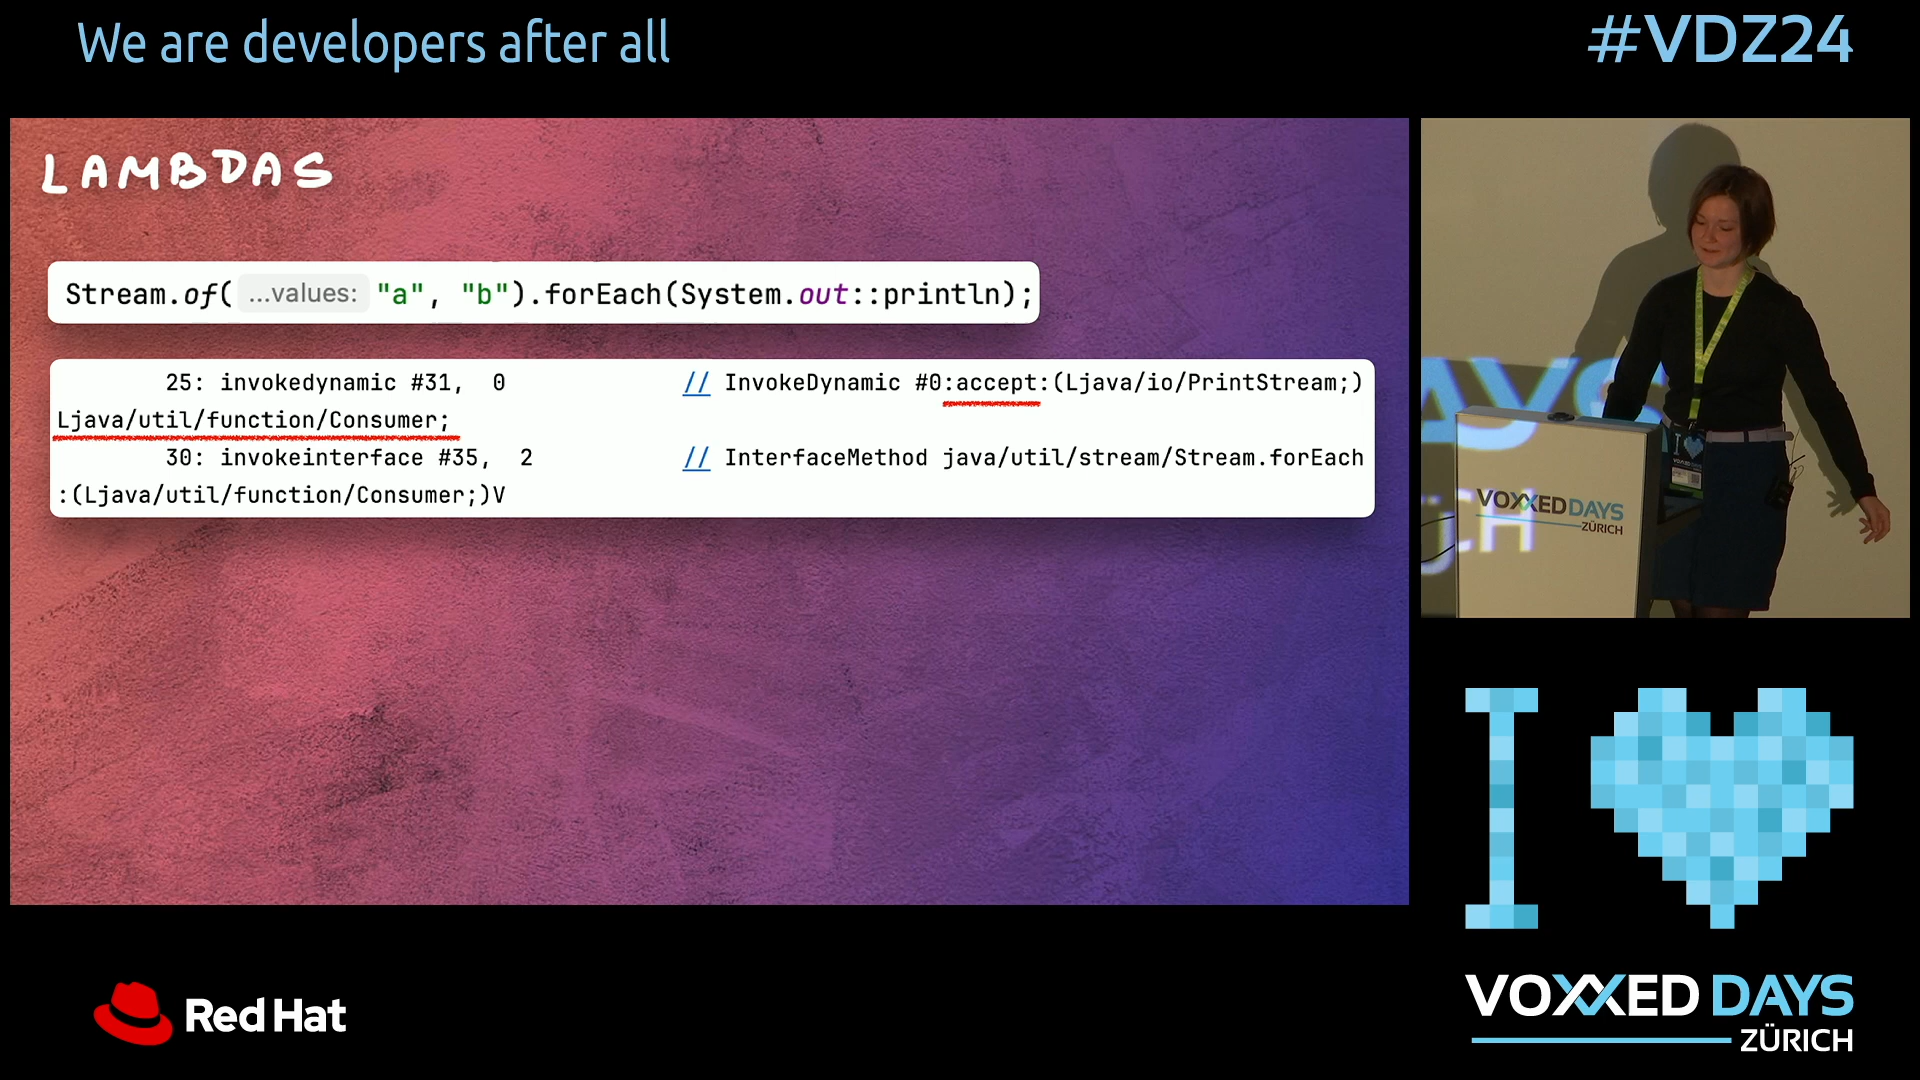 We are developers after all
#VDZ24
LAMBDAS
Stream.of( ...values: "a", "b").forEach(System.out::println);
25: invokedynamic #31,  0 // InvokeDynamic #0:accept:(Ljava/io/PrintStream;)
Ljava/util/function/Consumer;
30: invokeinterface #35,  2 // InterfaceMethod java/util/stream/Stream.forEach
:(Ljava/util/function/Consumer;)V
VOXXED DAYS
ZÜRICH
I
Red Hat
VOXXED DAYS
ZÜRICH